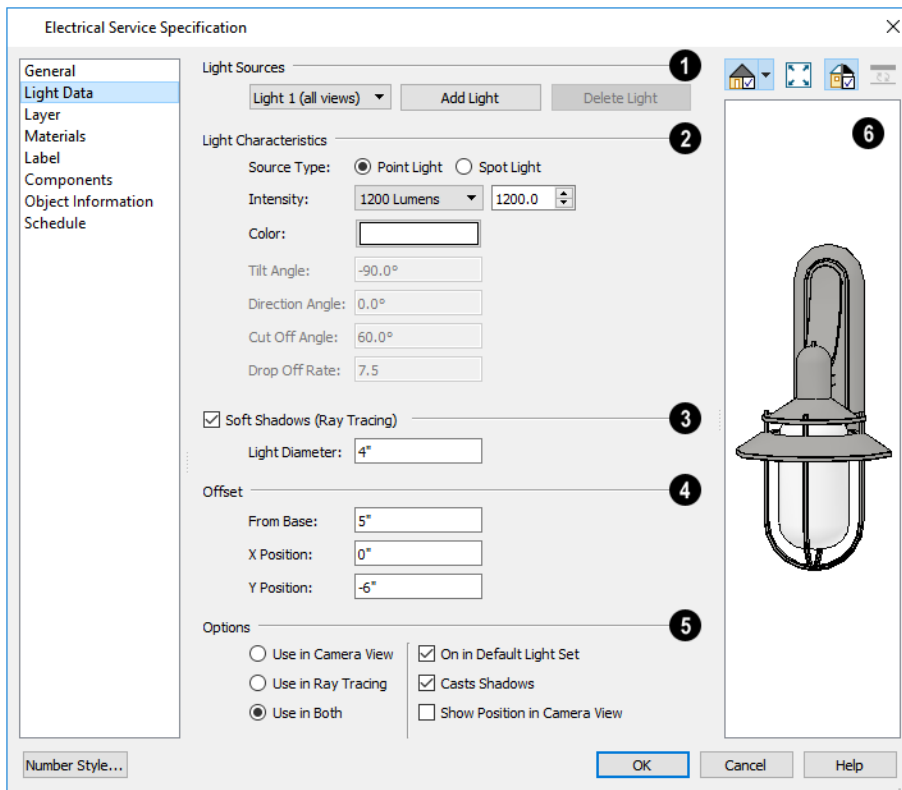 Electrical Service Specification
General
Light Data
Layer
Materials
Label
Components
Object Information
Schedule
Light Sources 1
Light 1 (all views) Add Light Delete Light
Light Characteristics 2
Source Type: Point Light Spot Light
Intensity: 1200 Lumens 1200.0
Color:
Tilt Angle: -90.0°
Direction Angle: 0.0°
Cut Off Angle: 60.0°
Drop Off Rate: 7.5
Soft Shadows (Ray Tracing) 3
Light Diameter: 4"
Offset 4
From Base: 5"
X Position: 0"
Y Position: -6"
Options 5
Use in Camera View On in Default Light Set
Use in Ray Tracing Casts Shadows
Use in Both Show Position in Camera View
6
Number Style... OK Cancel Help